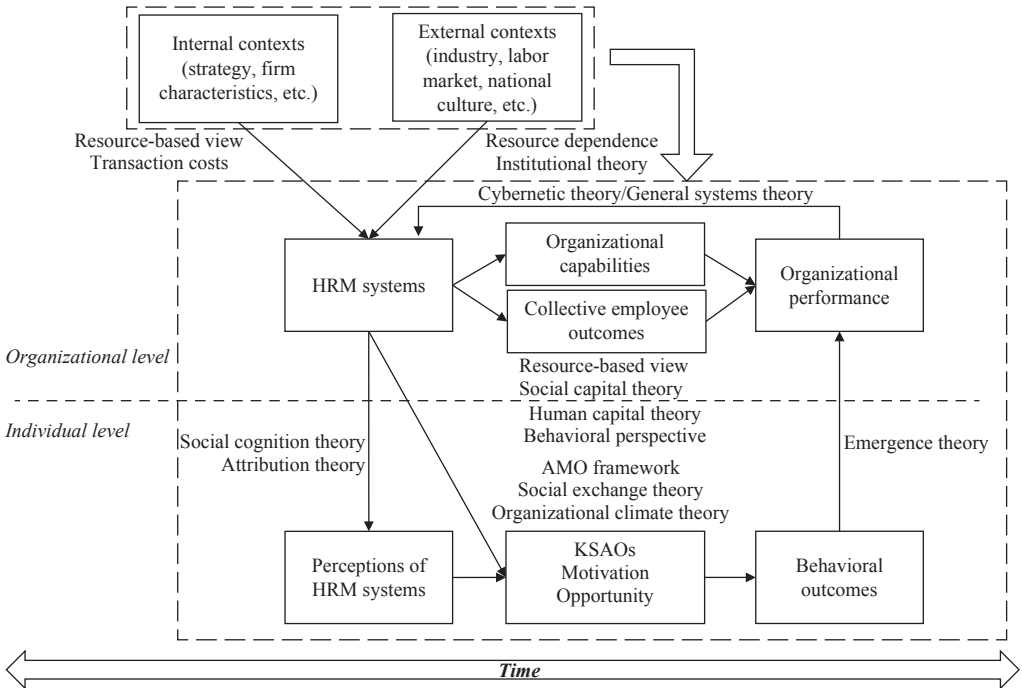 Internal contexts
(strategy, firm
characteristics, etc.)
External contexts
(industry, labor
market, national
culture, etc.)
Resource-based view
Transaction costs
Resource dependence
Institutional theory
Cybernetic theory/General systems theory
HRM systems
Organizational
capabilities
Collective employee
outcomes
Organizational
performance
Organizational level
Resource-based view
Social capital theory
Individual level
Human capital theory
Behavioral perspective
Social cognition theory
Attribution theory
Emergence theory
AMO framework
Social exchange theory
Organizational climate theory
Perceptions of
HRM systems
KSAOs
Motivation
Opportunity
Behavioral
outcomes
Time